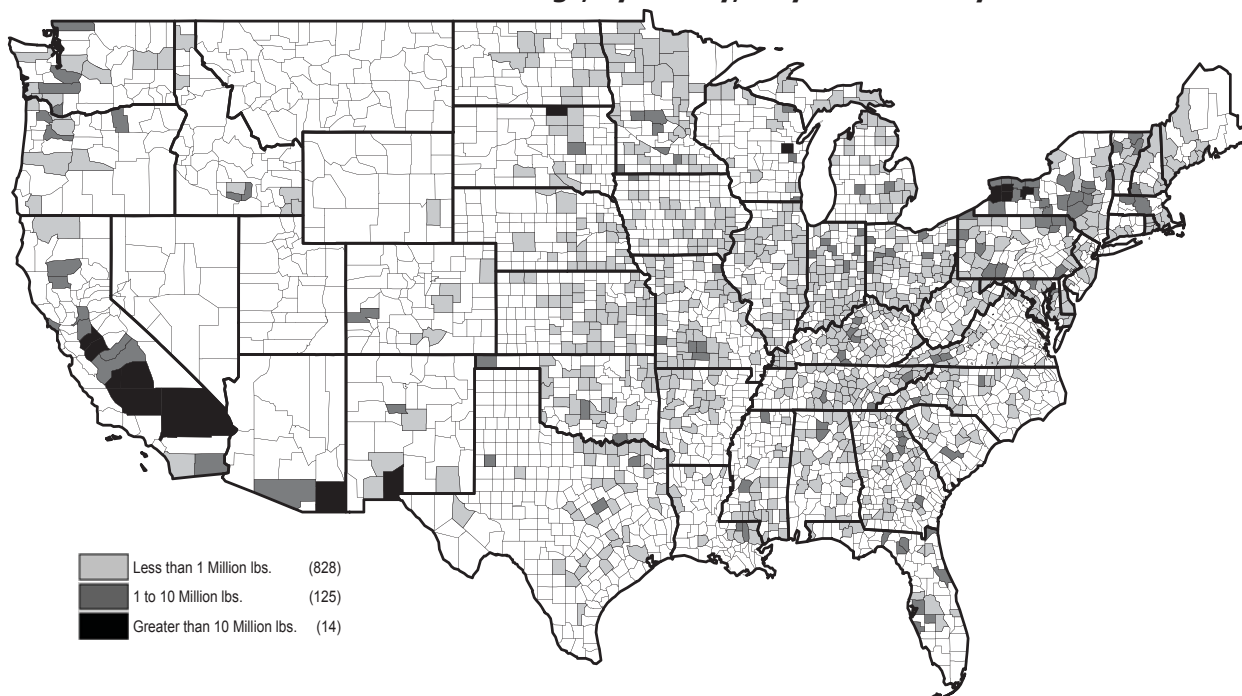 Less than 1 Million lbs. (828)
1 to 10 Million lbs. (125)
Greater than 10 Million lbs. (14)